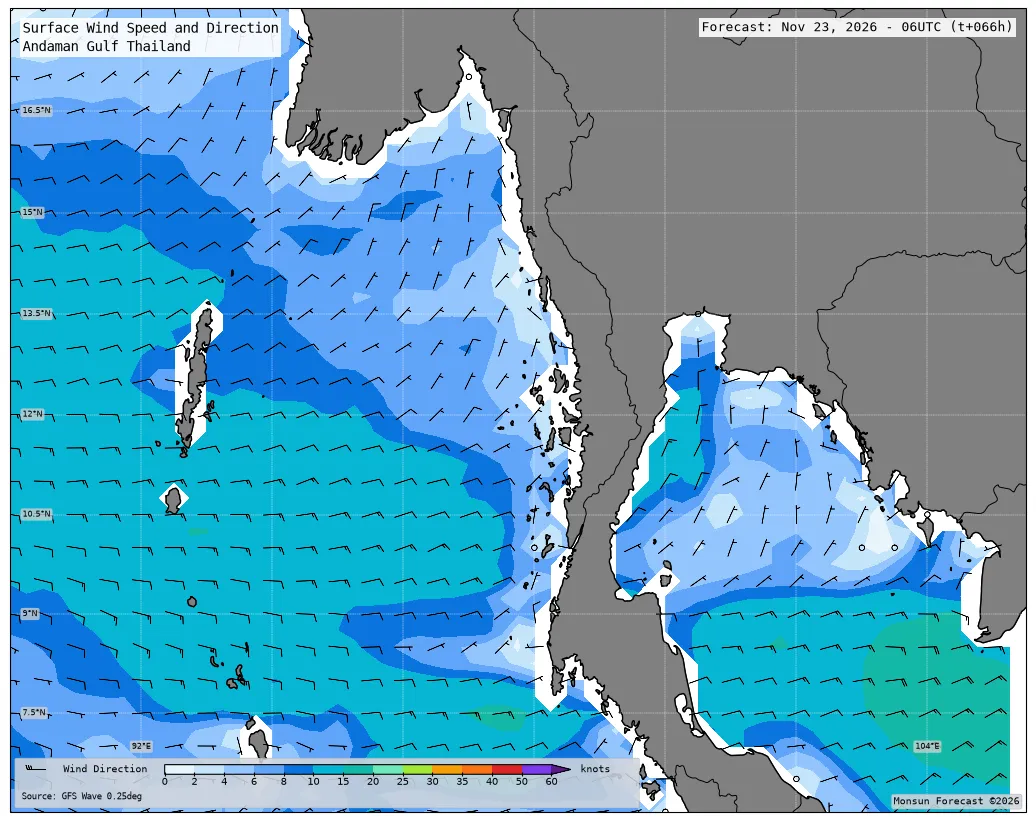 Surface Wind Speed and Direction
Andaman Gulf Thailand
Forecast: Nov 23, 2026 - 06UTC (t+066h)
16.5°N
15°N
13.5°N
12°N
10.5°N
9°N
7.5°N
92°E
104°E
Wind Direction
knots
0 2 4 6 8 10 15 20 25 30 35 40 50 60
Source: GFS Wave 0.25deg
Monsun Forecast ©2026